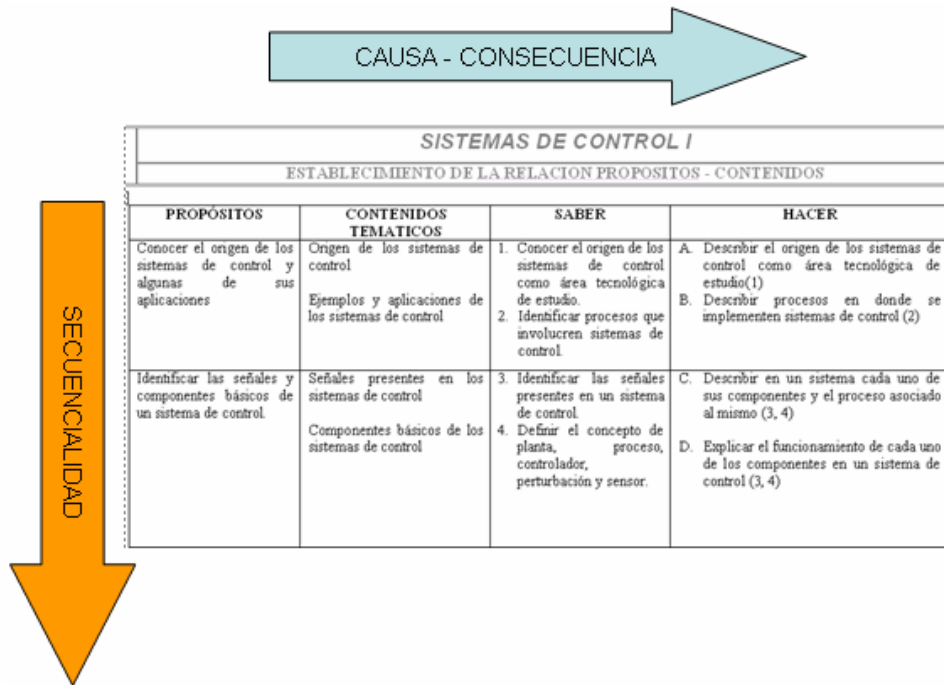 CAUSA - CONSECUENCIA
SISTEMAS DE CONTROL I
ESTABLECIMIENTO DE LA RELACION PROPOSITOS - CONTENIDOS
PROPÓSITOS
CONTENIDOS
TEMATICOS
SABER
HACER
Conocer el origen de los
sistemas de control y
algunas de sus
aplicaciones
Origen de los sistemas de
control
Ejemplos y aplicaciones de
los sistemas de control
1. Conocer el origen de los
sistemas de control
como área tecnológica
de estudio.
2. Identificar procesos que
involucren sistemas de
control.
A. Describir el origen de los sistemas de
control como área tecnológica de
estudio(1)
B. Describir procesos en donde se
implementen sistemas de control (2)
Identificar las señales y
componentes básicos de
un sistema de control.
Señales presentes en los
sistemas de control
Componentes básicos de los
sistemas de control
3. Identificar las señales
presentes en un sistema
de control.
4. Definir el concepto de
planta, proceso,
controlador,
perturbación y sensor.
C. Describir en un sistema cada uno de
sus componentes y el proceso asociado
al mismo (3, 4)
D. Explicar el funcionamiento de cada uno
de los componentes en un sistema de
control (3, 4)
SECUENCIALIDAD